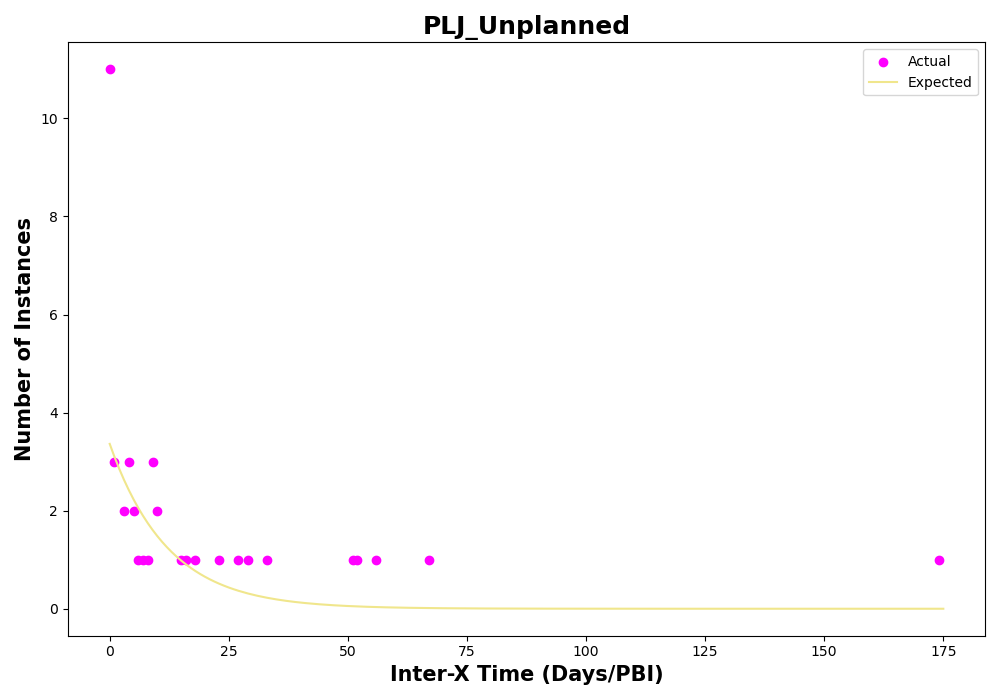 PLJ_Unplanned
Actual
Expected
Number of Instances
10
8
6
4
2
0
0
25
50
75
100
125
150
175
Inter-X Time (Days/PBI)